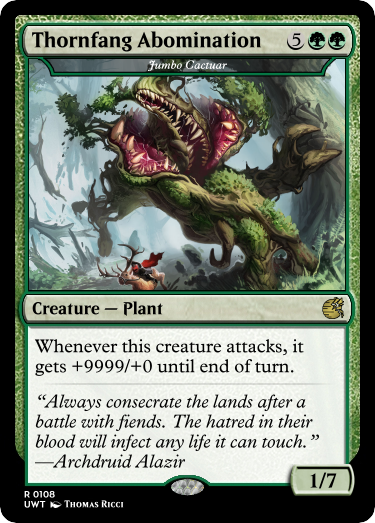 Thornfang Abomination 5
Jumbo Cactuar
Creature — Plant
Whenever this creature attacks, it
gets +9999/+0 until end of turn.
“Always consecrate the lands after a
battle with fiends. The hatred in their
blood will infect any life it can touch.”
—Archdruid Alazir
1/7
R 0108
UWT Thomas Ricci